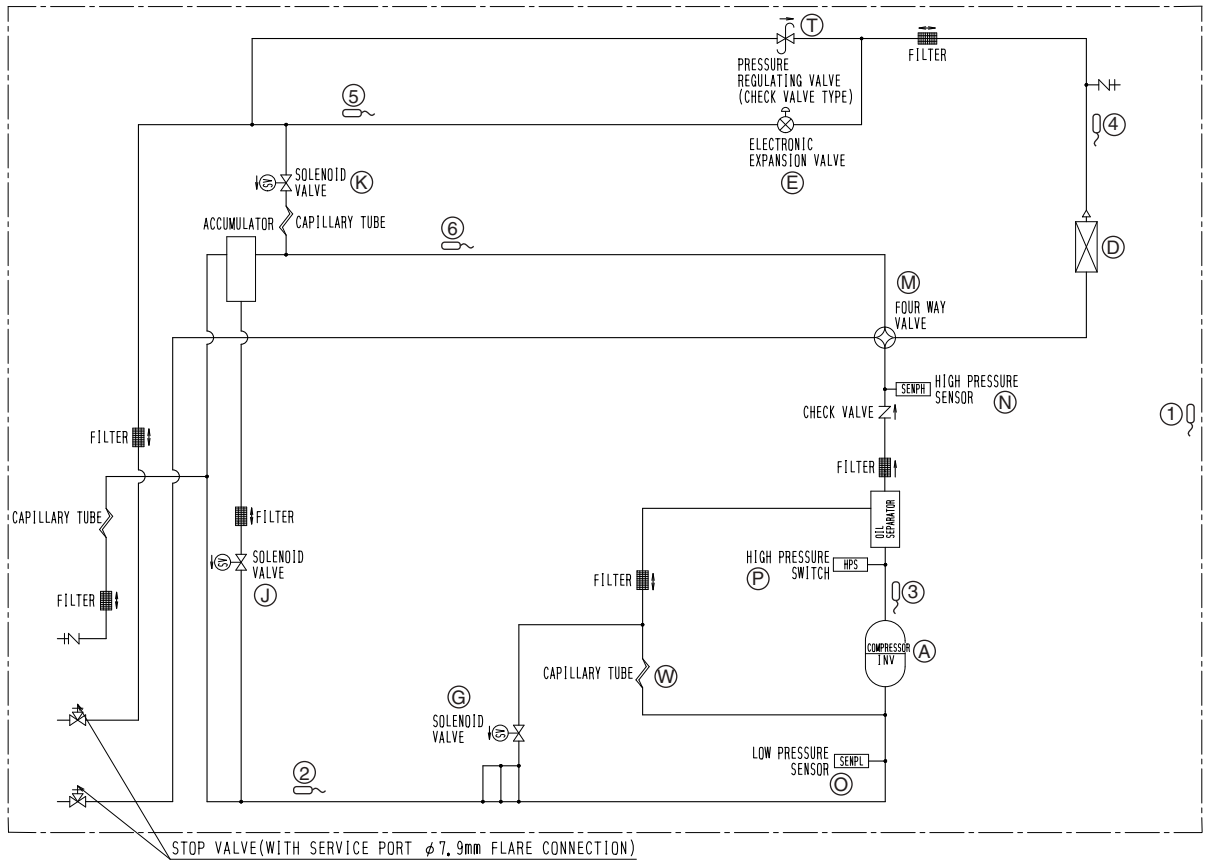 T
FILTER
PRESSURE
REGULATING VALVE
(CHECK VALVE TYPE)
5
4
ELECTRONIC
EXPANSION VALVE
E
SV
SOLENOID
VALVE
K
ACCUMULATOR
CAPILLARY TUBE
6
D
M
FOUR WAY
VALVE
SENPH
HIGH PRESSURE
SENSOR
N
CHECK VALVE
1
FILTER
FILTER
CAPILLARY TUBE
FILTER
OIL
SEPARATOR
SV
SOLENOID
VALVE
J
HIGH PRESSURE
SWITCH
P
HPS
FILTER
3
FILTER
COMPRESSOR
INV
A
CAPILLARY TUBE
W
G
SOLENOID
VALVE
SV
LOW PRESSURE
SENSOR
SENPL
O
2
STOP VALVE(WITH SERVICE PORT φ7.9mm FLARE CONNECTION)